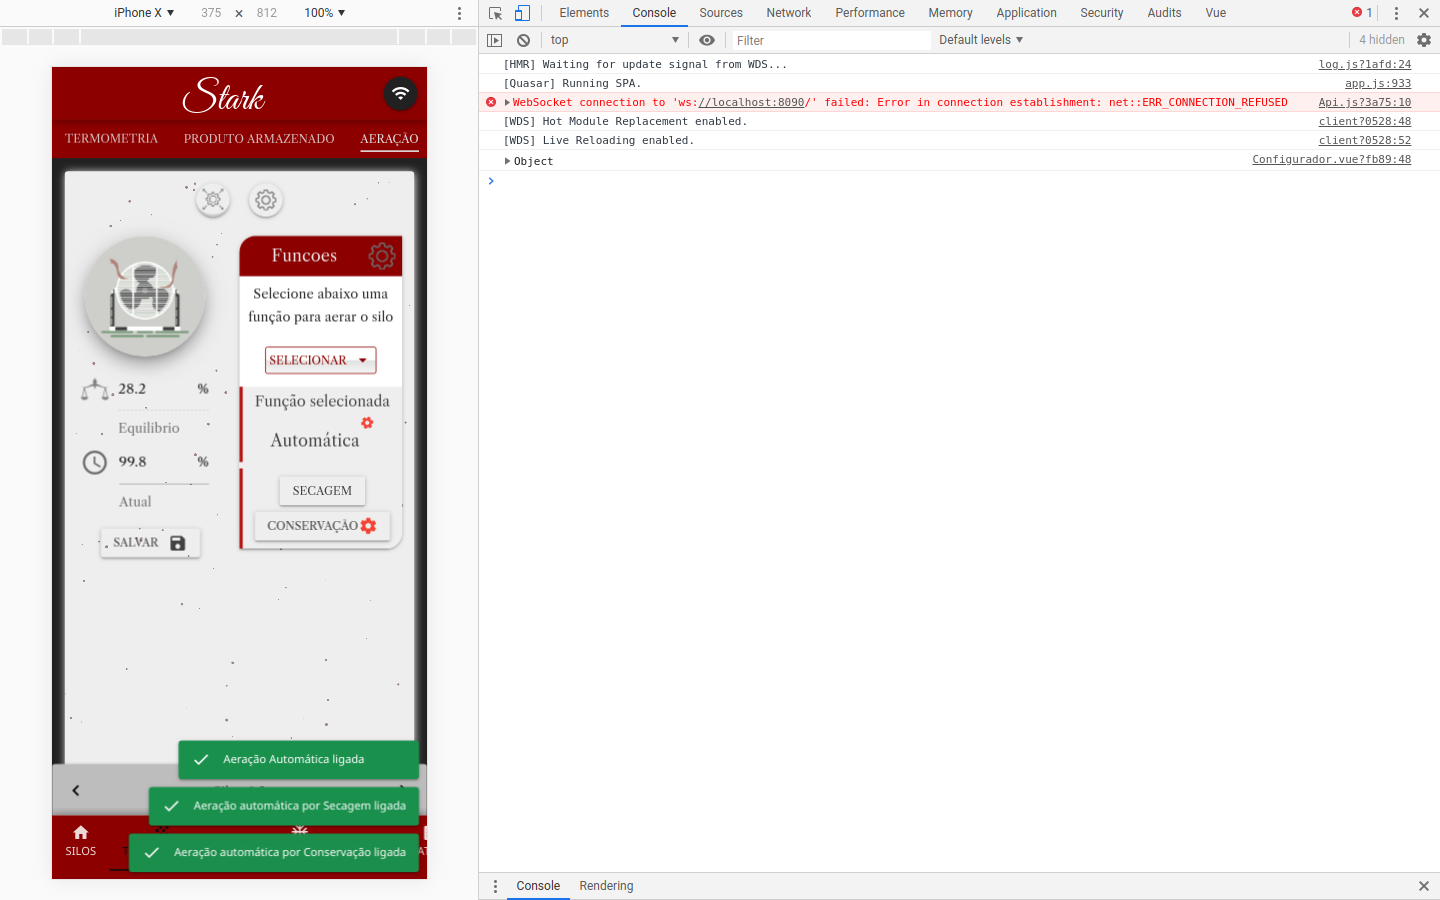 iPhone X ▼ 375 × 812 100% ▼
Stark
TERMOMETRIA PRODUTO ARMAZENADO AERAÇÃO
Funcoes
Selecione abaixo uma
função para aerar o silo
SELECIONAR
28.2 %
Equilibrio
99.8 %
Atual
SALVAR
Função selecionada
Automática
SECAGEM
CONSERVAÇÃO
Aeração Automática ligada
Aeração automática por Secagem ligada
Aeração automática por Conservação ligada
SILOS
Elements Console Sources Network Performance Memory Application Security Audits Vue 1
top ▼ Filter Default levels ▼ 4 hidden
[HMR] Waiting for update signal from WDS... log.js?1afd:24
[Quasar] Running SPA. app.js:933
WebSocket connection to 'ws://localhost:8090/' failed: Error in connection establishment: net::ERR_CONNECTION_REFUSED Api.js?3a75:10
[WDS] Hot Module Replacement enabled. client?0528:48
[WDS] Live Reloading enabled. client?0528:52
Object Configurador.vue?fb89:48
Console Rendering